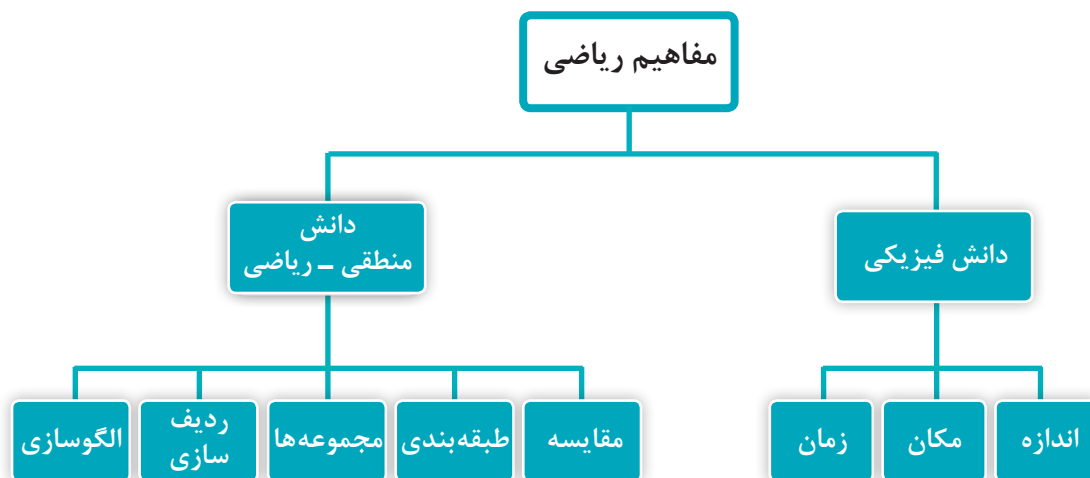 مفاهیم ریاضی
دانش فیزیکی
دانش
منطقی ـ ریاضی
اندازه
مکان
زمان
مقایسه
طبقه‌بندی
مجموعه‌ها
ردیف
سازی
الگوسازی